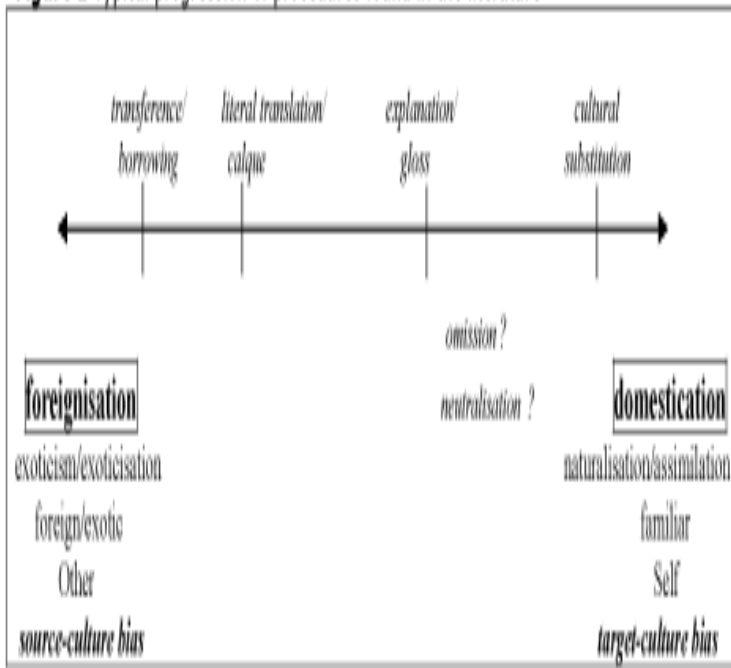 transference/ literal translation/ explanation/ cultural
borrowing calque gloss substitution
omission ?
neutralisation ?
foreignisation domestication
exoticism/exoticisation naturalisation/assimilation
foreign/exotic familiar
Other Self
source-culture bias target-culture bias